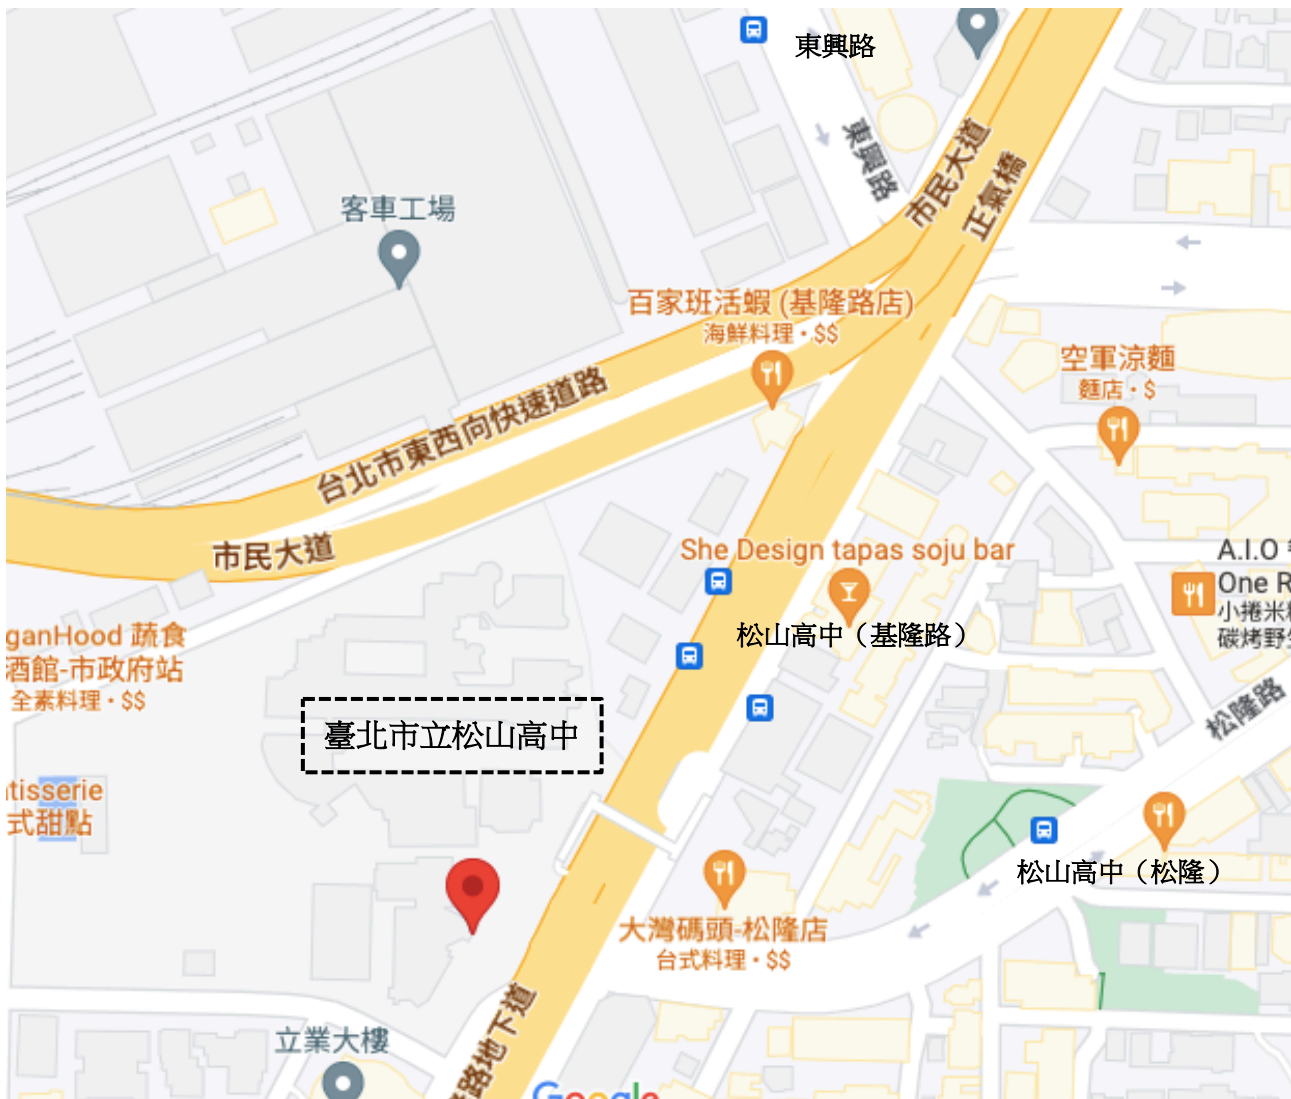 東興路
東興路
市民大道
正氣橋
客車工場
百家班活蝦 (基隆路店)
海鮮料理・$$
空軍涼麵
麵店・$
台北市東西向快速道路
市民大道
She Design tapas soju bar
A.I.O
One R
小捲米
碳烤野
松山高中（基隆路）
ganHood 蔬食
酒館-市政府站
全素料理・$$
松隆路
臺北市立松山高中
tisserie
式甜點
松山高中（松隆）
大灣碼頭-松隆店
台式料理・$$
路地下道
立業大樓
Google